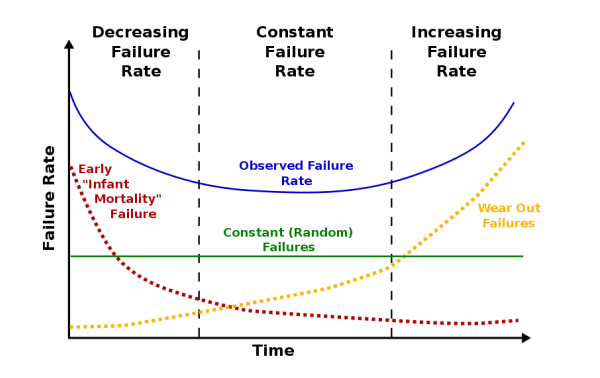 Decreasing
Failure
Rate
Constant
Failure
Rate
Increasing
Failure
Rate
Early
"Infant
Mortality"
Failure
Observed Failure
Rate
Constant (Random)
Failures
Wear Out
Failures
Failure Rate
Time